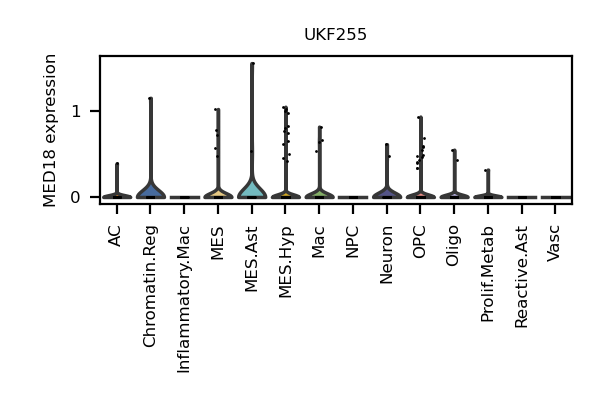 UKF255
MED18 expression
1
0
AC
Chromatin.Reg
Inflammatory.Mac
MES
MES.Ast
MES.Hyp
Mac
NPC
Neuron
OPC
Oligo
Prolif.Metab
Reactive.Ast
Vasc